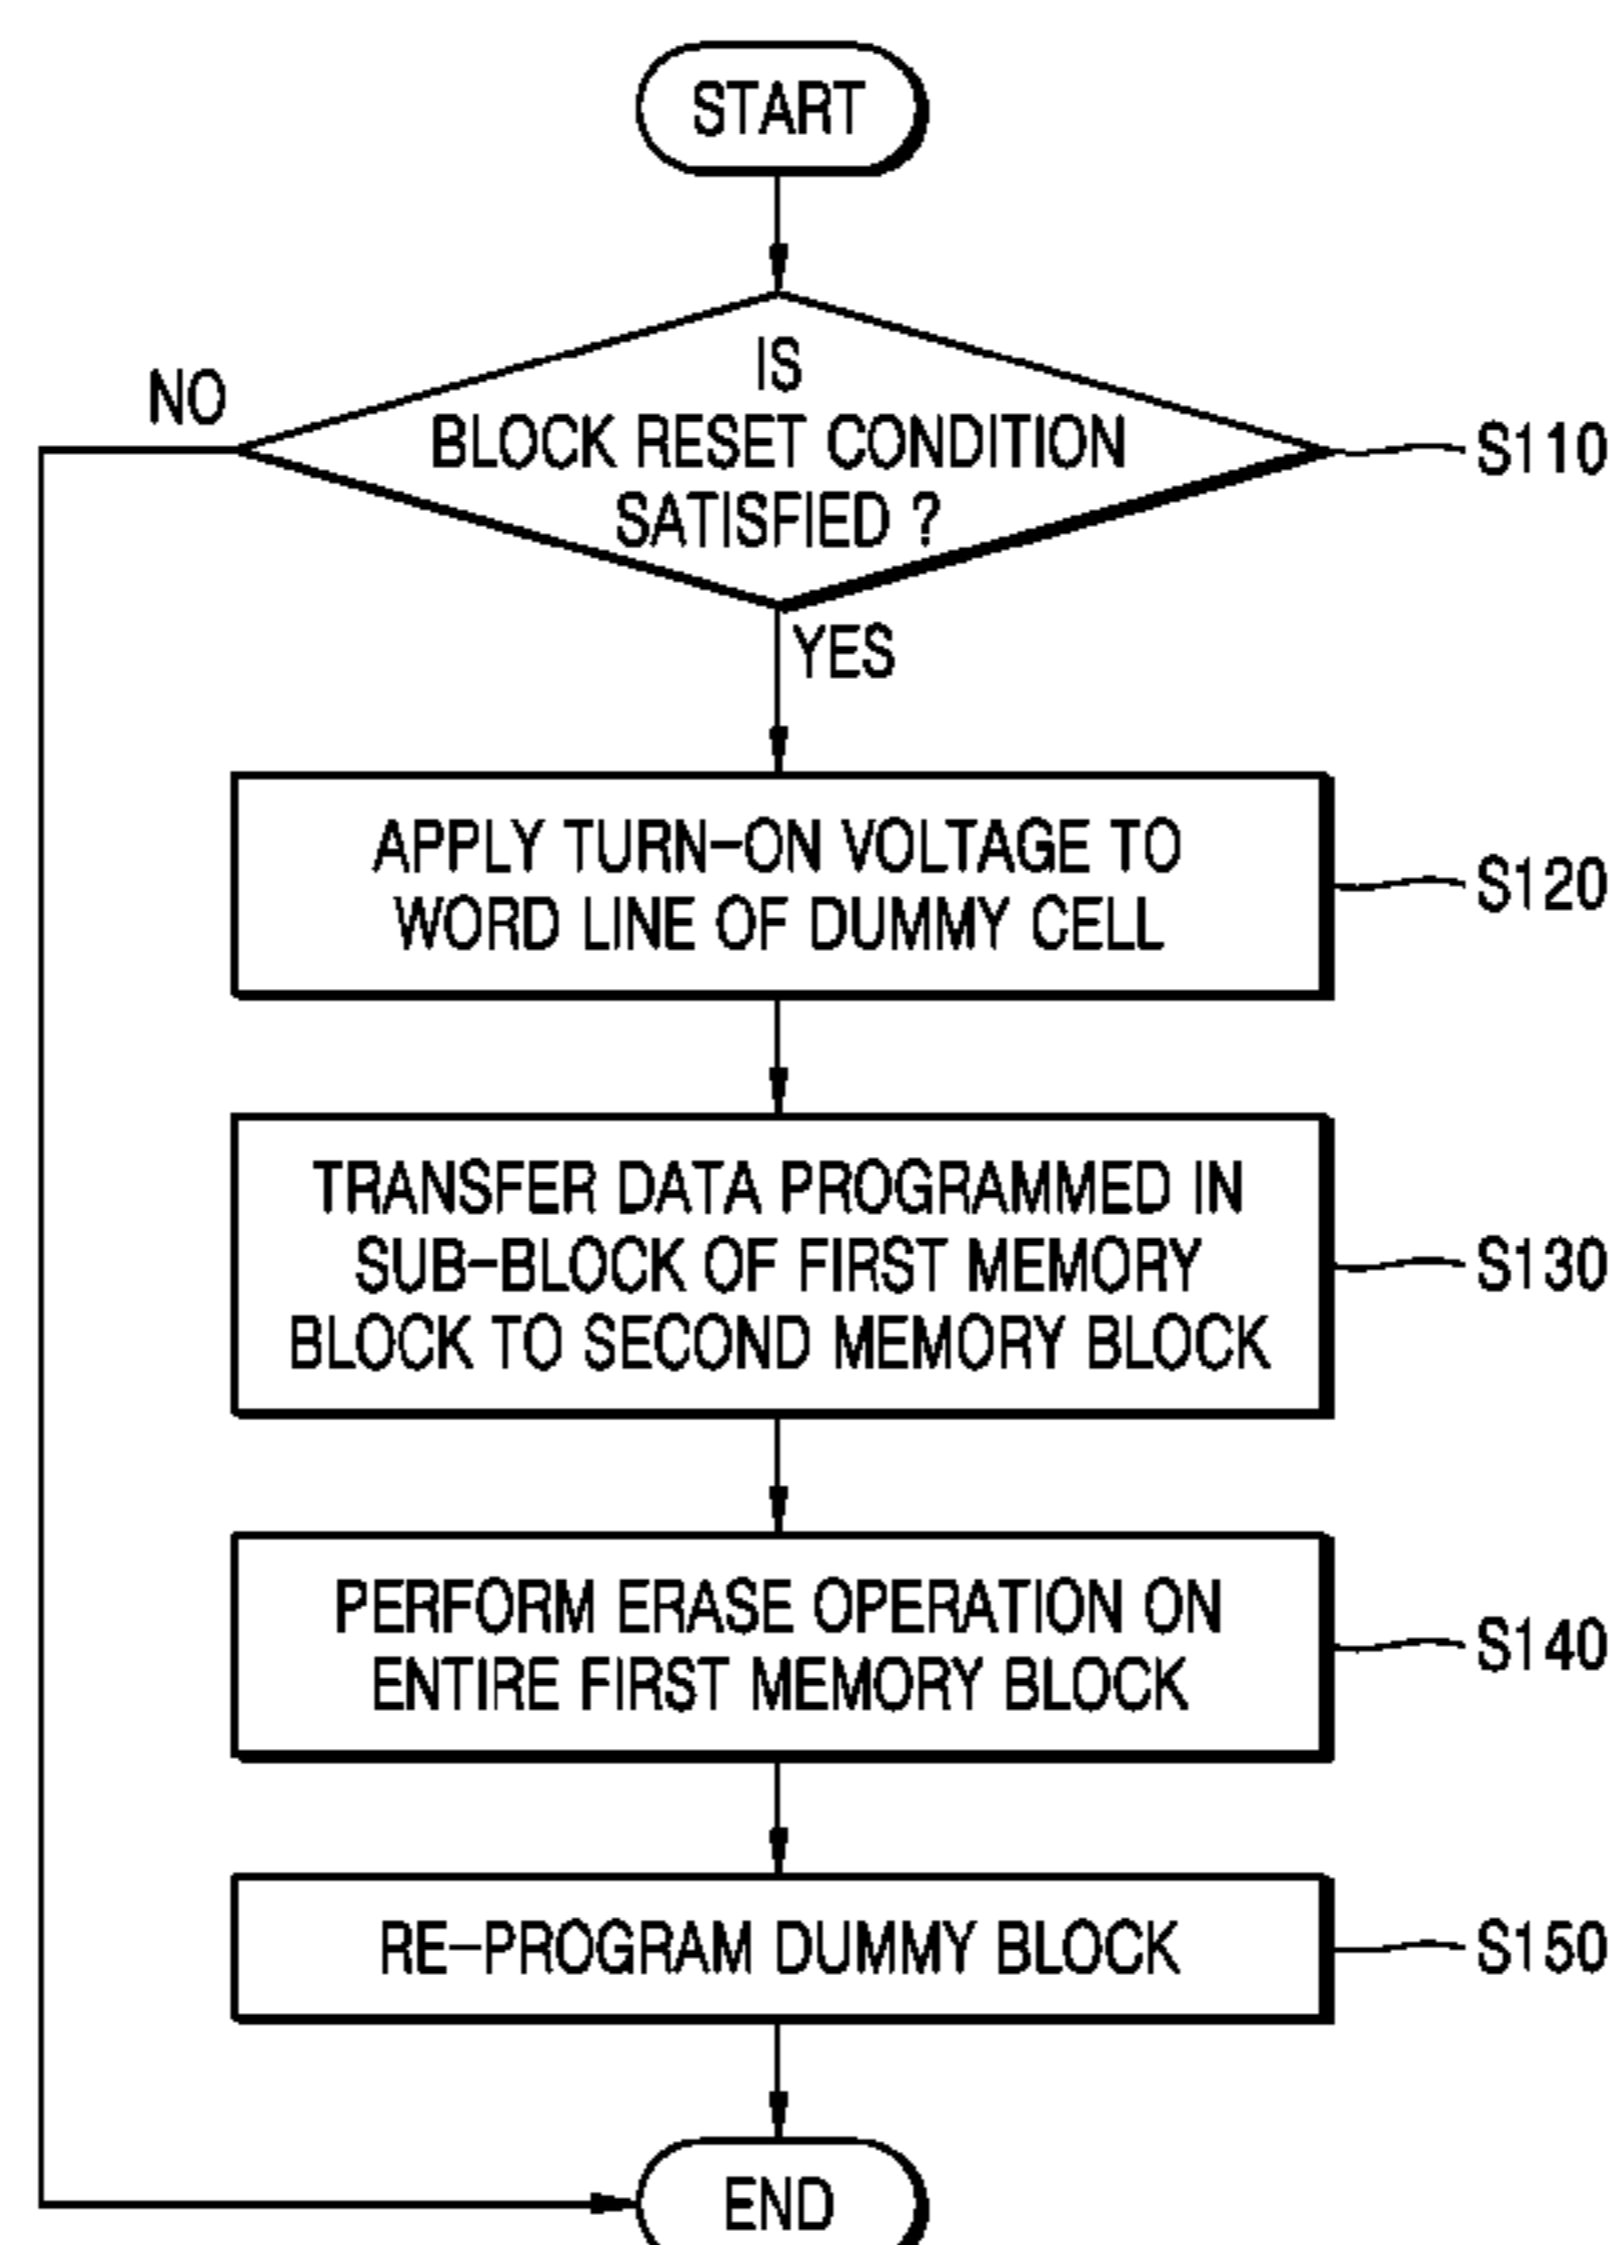 START
IS
BLOCK RESET CONDITION
SATISFIED ?
NO
S110
YES
APPLY TURN-ON VOLTAGE TO
WORD LINE OF DUMMY CELL
S120
TRANSFER DATA PROGRAMMED IN
SUB-BLOCK OF FIRST MEMORY
BLOCK TO SECOND MEMORY BLOCK
S130
PERFORM ERASE OPERATION ON
ENTIRE FIRST MEMORY BLOCK
S140
RE-PROGRAM DUMMY BLOCK
S150
END